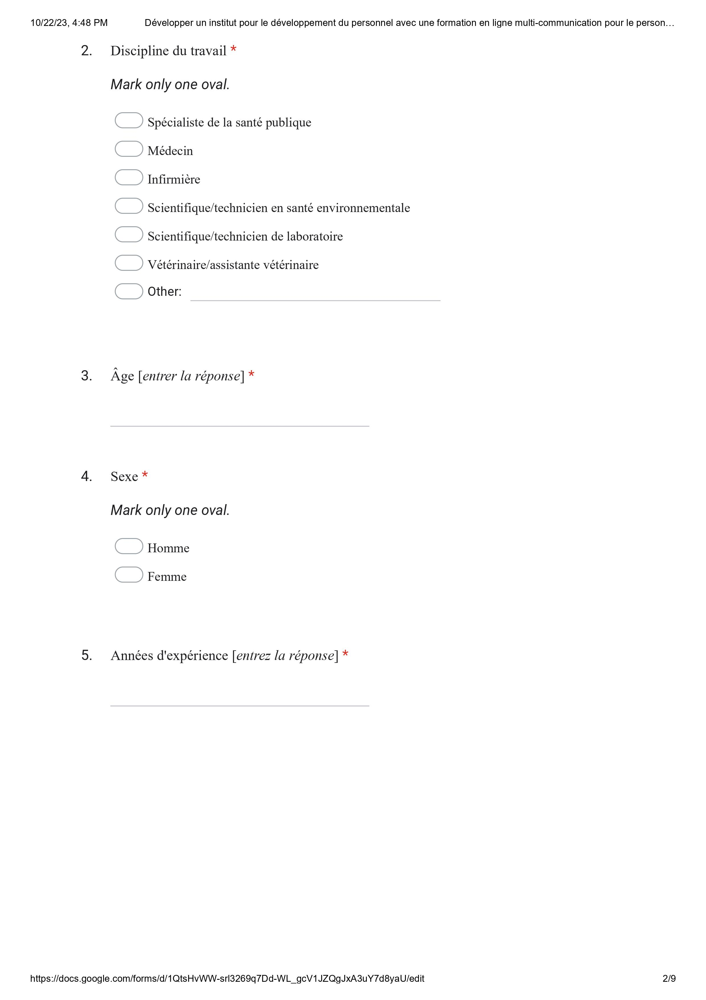 10/22/23, 4:48 PM Développer un institut pour le développement du personnel avec une formation en ligne multi-communication pour le person…
2. Discipline du travail *
Mark only one oval.
Spécialiste de la santé publique
Médecin
Infirmière
Scientifique/technicien en santé environnementale
Scientifique/technicien de laboratoire
Vétérinaire/assistante vétérinaire
Other:
3. Âge [entrer la réponse] *
4. Sexe *
Mark only one oval.
Homme
Femme
5. Années d'expérience [entrez la réponse] *
https://docs.google.com/forms/d/1QtsHvWW-srl3269q7Dd-WL_gcV1JZQgJxA3uY7d8yaU/edit 2/9